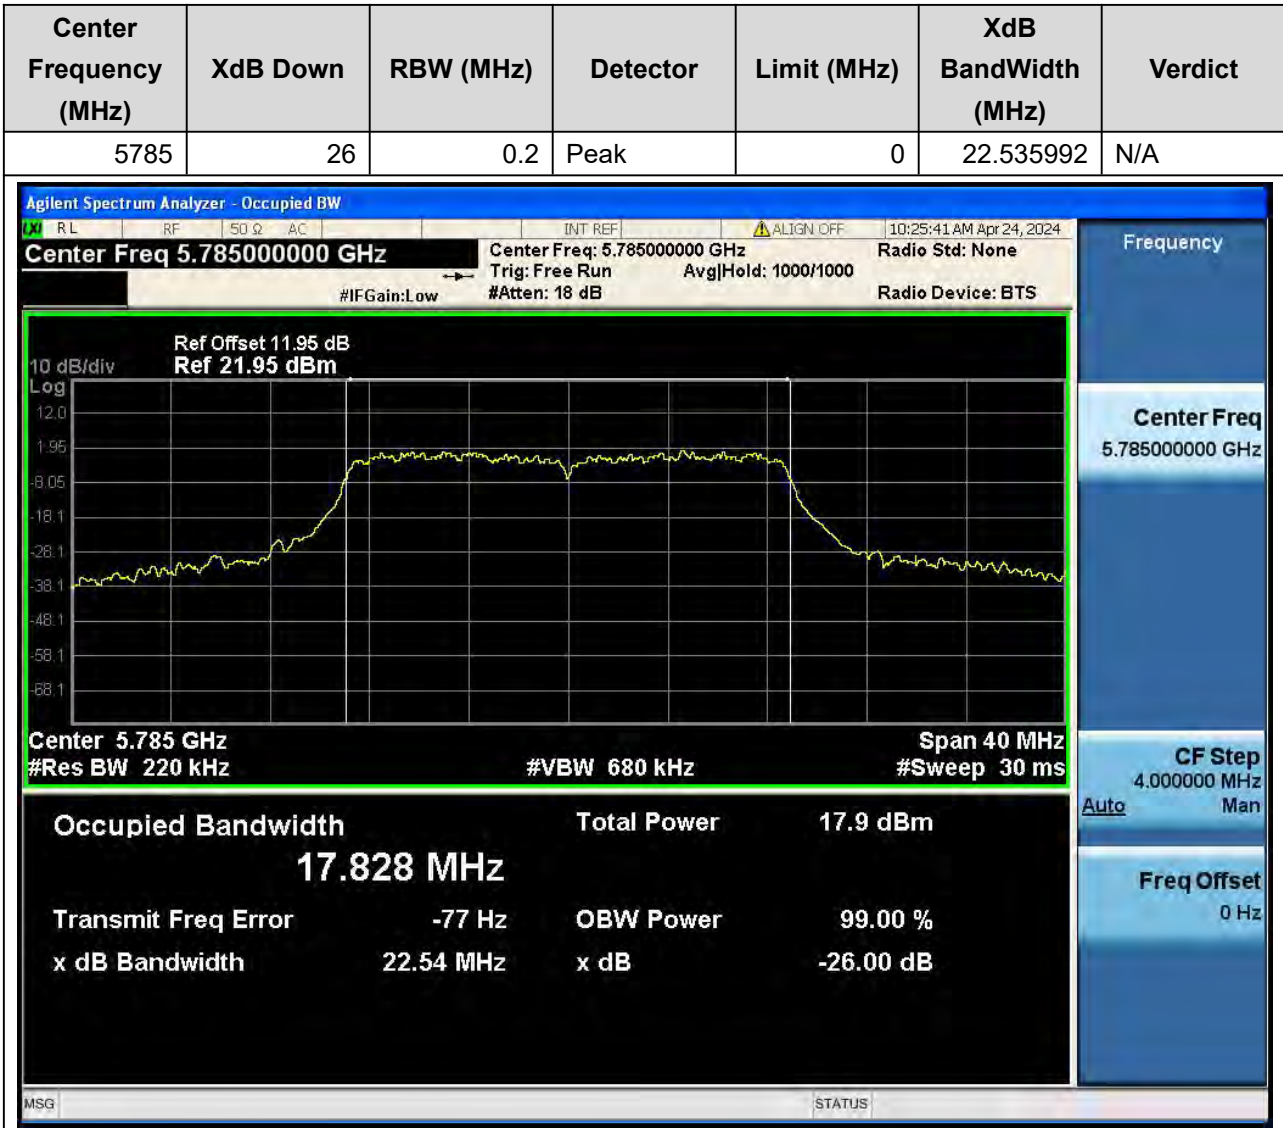 Center Frequency (MHz) XdB Down RBW (MHz) Detector Limit (MHz) XdB BandWidth (MHz) Verdict
5785 26 0.2 Peak 0 22.535992 N/A
Agilent Spectrum Analyzer - Occupied BW
LXI RL RF 50 Ω AC INT REF ALIGN OFF 10:25:41 AM Apr 24, 2024
Center Freq 5.785000000 GHz
Center Freq: 5.785000000 GHz Radio Std: None
Trig: Free Run Avg|Hold: 1000/1000
#IFGain:Low #Atten: 18 dB Radio Device: BTS
Frequency
Ref Offset 11.95 dB
10 dB/div Ref 21.95 dBm
Log
12.0
1.95
-8.05
-18.1
-28.1
-38.1
-48.1
-58.1
-68.1
Center 5.785 GHz Span 40 MHz
#Res BW 220 kHz #VBW 680 kHz #Sweep 30 ms
Center Freq
5.785000000 GHz
CF Step
4.000000 MHz
Auto Man
Freq Offset
0 Hz
Occupied Bandwidth Total Power 17.9 dBm
17.828 MHz
Transmit Freq Error -77 Hz OBW Power 99.00 %
x dB Bandwidth 22.54 MHz x dB -26.00 dB
MSG STATUS